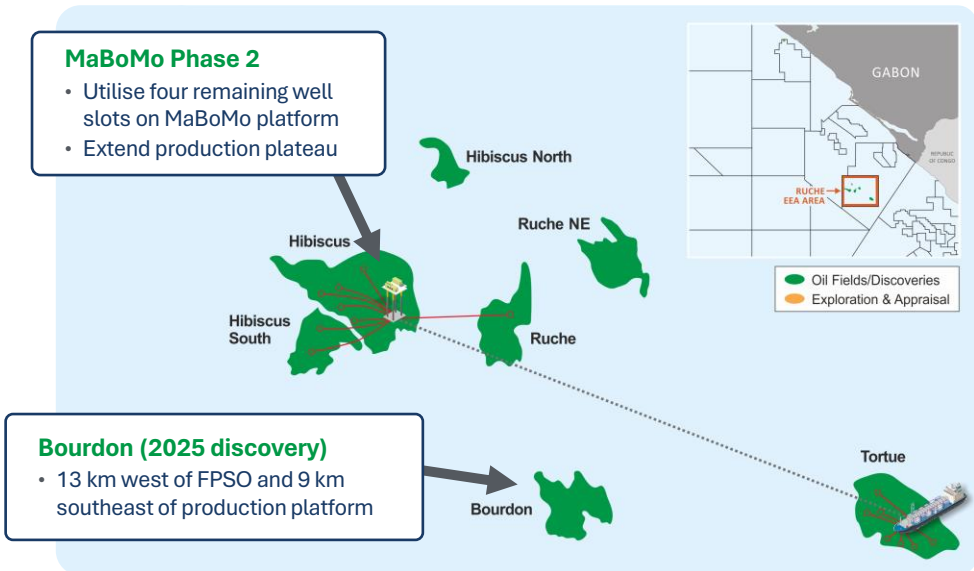 MaBoMo Phase 2
• Utilise four remaining well
slots on MaBoMo platform
• Extend production plateau
GABON
REPUBLIC
OF CONGO
RUCHE
EEA AREA
Oil Fields/Discoveries
Exploration & Appraisal
Hibiscus North
Ruche NE
Hibiscus
Hibiscus
South
Ruche
Bourdon (2025 discovery)
• 13 km west of FPSO and 9 km
southeast of production platform
Bourdon
Tortue